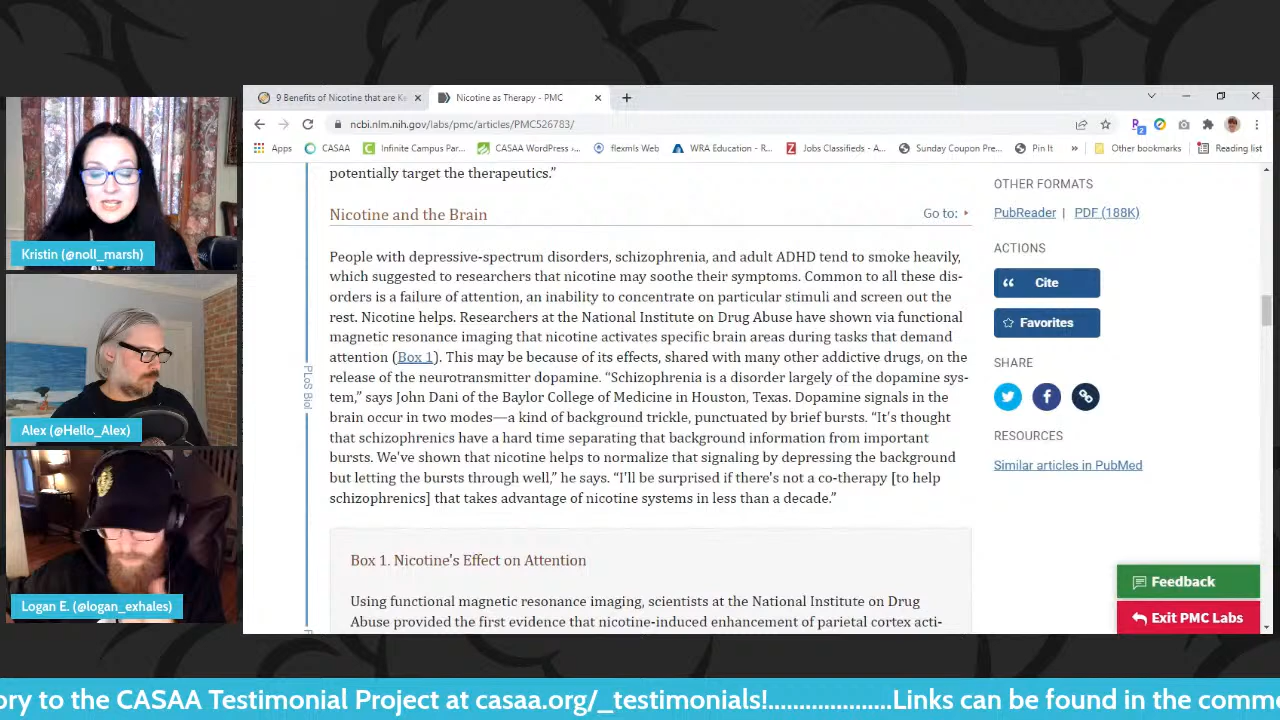 9 Benefits of Nicotine that are Ke
Nicotine as Therapy - PMC
ncbi.nlm.nih.gov/labs/pmc/articles/PMC526783/
Apps
CASAA
Infinite Campus Par...
CASAA WordPress ›...
flexmls Web
WRA Education - R...
Jobs Classifieds - A...
Sunday Coupon Pre...
Pin It
»
Other bookmarks
Reading list
Kristin (@noll_marsh)
Alex (@Hello_Alex)
Logan E. (@logan_exhales)
PLoS Biol
potentially target the therapeutics.”
Nicotine and the Brain
Go to:
People with depressive-spectrum disorders, schizophrenia, and adult ADHD tend to smoke heavily,
which suggested to researchers that nicotine may soothe their symptoms. Common to all these dis-
orders is a failure of attention, an inability to concentrate on particular stimuli and screen out the
rest. Nicotine helps. Researchers at the National Institute on Drug Abuse have shown via functional
magnetic resonance imaging that nicotine activates specific brain areas during tasks that demand
attention (Box 1). This may be because of its effects, shared with many other addictive drugs, on the
release of the neurotransmitter dopamine. “Schizophrenia is a disorder largely of the dopamine sys-
tem,” says John Dani of the Baylor College of Medicine in Houston, Texas. Dopamine signals in the
brain occur in two modes—a kind of background trickle, punctuated by brief bursts. “It's thought
that schizophrenics have a hard time separating that background information from important
bursts. We've shown that nicotine helps to normalize that signaling by depressing the background
but letting the bursts through well,” he says. “I'll be surprised if there's not a co-therapy [to help
schizophrenics] that takes advantage of nicotine systems in less than a decade.”
Box 1. Nicotine's Effect on Attention
Using functional magnetic resonance imaging, scientists at the National Institute on Drug
Abuse provided the first evidence that nicotine-induced enhancement of parietal cortex acti-
OTHER FORMATS
PubReader | PDF (188K)
ACTIONS
Cite
Favorites
SHARE
RESOURCES
Similar articles in PubMed
Feedback
Exit PMC Labs
ory to the CASAA Testimonial Project at casaa.org/_testimonials!....................Links can be found in the comme